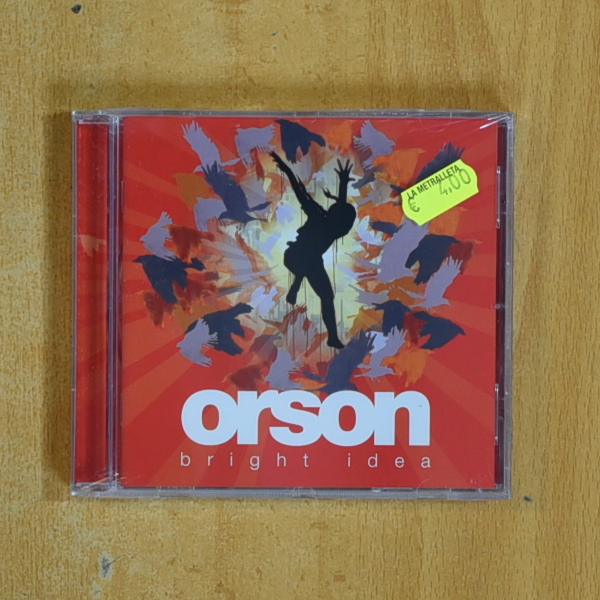 LA METRALLETA
€ 4,00
orson
bright idea